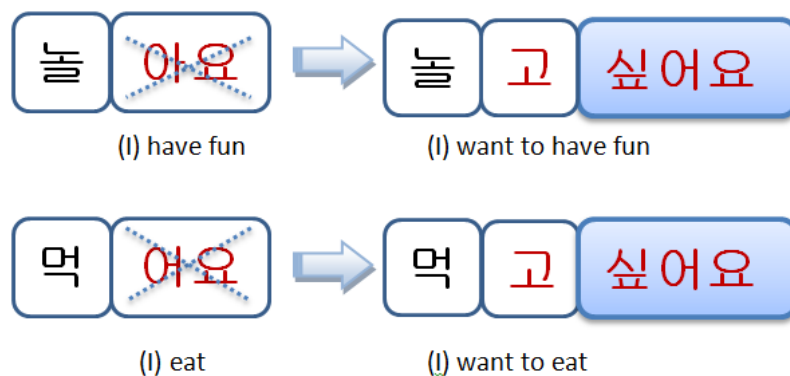 놀 아요 놀 고 싶어요
(I) have fun (I) want to have fun
먹 어요 먹 고 싶어요
(I) eat (I) want to eat